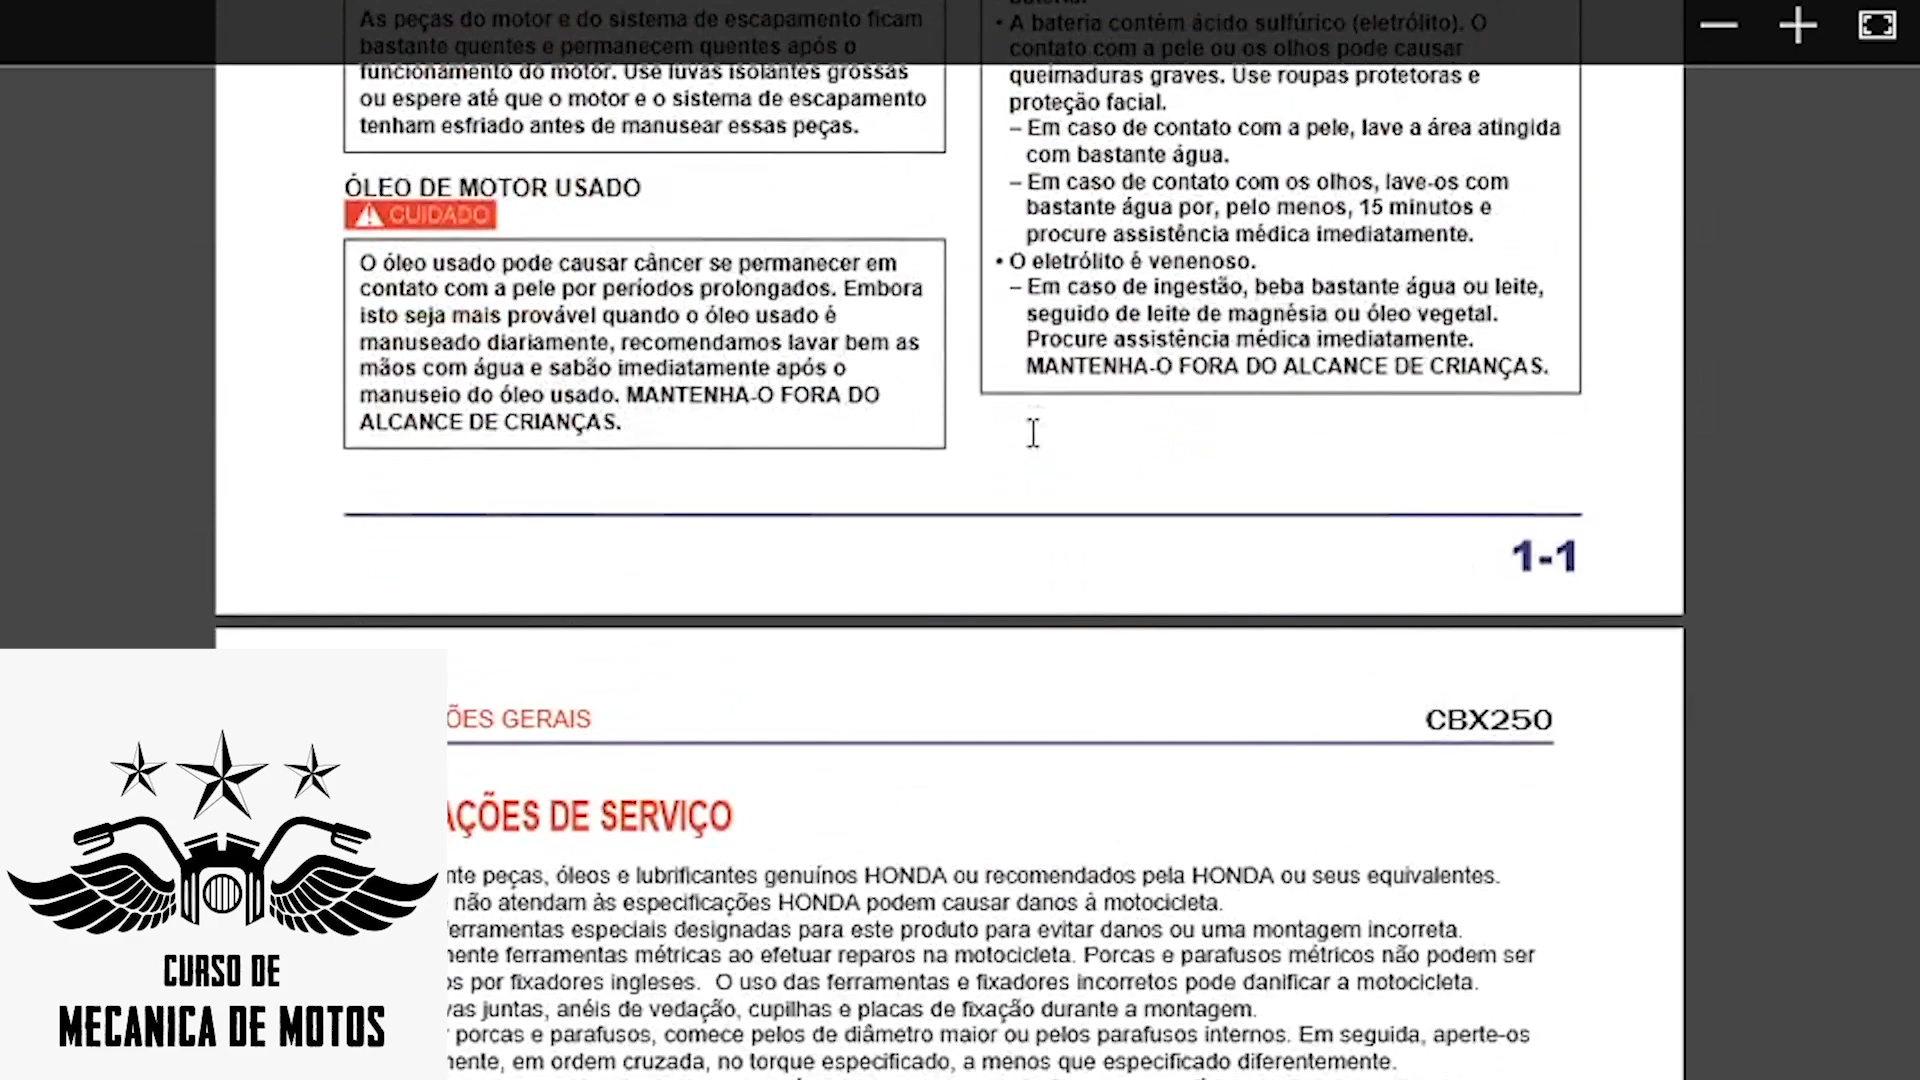 As peças do motor e do sistema de escapamento ficam
bastante quentes e permanecem quentes após o
funcionamento do motor. Use luvas isolantes grossas
ou espere até que o motor e o sistema de escapamento
tenham esfriado antes de manusear essas peças.
ÓLEO DE MOTOR USADO
CUIDADO
O óleo usado pode causar câncer se permanecer em
contato com a pele por períodos prolongados. Embora
isto seja mais provável quando o óleo usado é
manuseado diariamente, recomendamos lavar bem as
mãos com água e sabão imediatamente após o
manuseio do óleo usado. MANTENHA-O FORA DO
ALCANCE DE CRIANÇAS.
bateria.
• A bateria contém ácido sulfúrico (eletrólito). O
contato com a pele ou os olhos pode causar
queimaduras graves. Use roupas protetoras e
proteção facial.
– Em caso de contato com a pele, lave a área atingida
com bastante água.
– Em caso de contato com os olhos, lave-os com
bastante água por, pelo menos, 15 minutos e
procure assistência médica imediatamente.
• O eletrólito é venenoso.
– Em caso de ingestão, beba bastante água ou leite,
seguido de leite de magnésia ou óleo vegetal.
Procure assistência médica imediatamente.
MANTENHA-O FORA DO ALCANCE DE CRIANÇAS.
1-1
ÕES GERAIS
CBX250
AÇÕES DE SERVIÇO
nte peças, óleos e lubrificantes genuínos HONDA ou recomendados pela HONDA ou seus equivalentes.
não atendam às especificações HONDA podem causar danos à motocicleta.
erramentas especiais designadas para este produto para evitar danos ou uma montagem incorreta.
nente ferramentas métricas ao efetuar reparos na motocicleta. Porcas e parafusos métricos não podem ser
os por fixadores ingleses. O uso das ferramentas e fixadores incorretos pode danificar a motocicleta.
vas juntas, anéis de vedação, cupilhas e placas de fixação durante a montagem.
porcas e parafusos, comece pelos de diâmetro maior ou pelos parafusos internos. Em seguida, aperte-os
nente, em ordem cruzada, no torque especificado, a menos que especificado diferentemente.
CURSO DE
MECANICA DE MOTOS